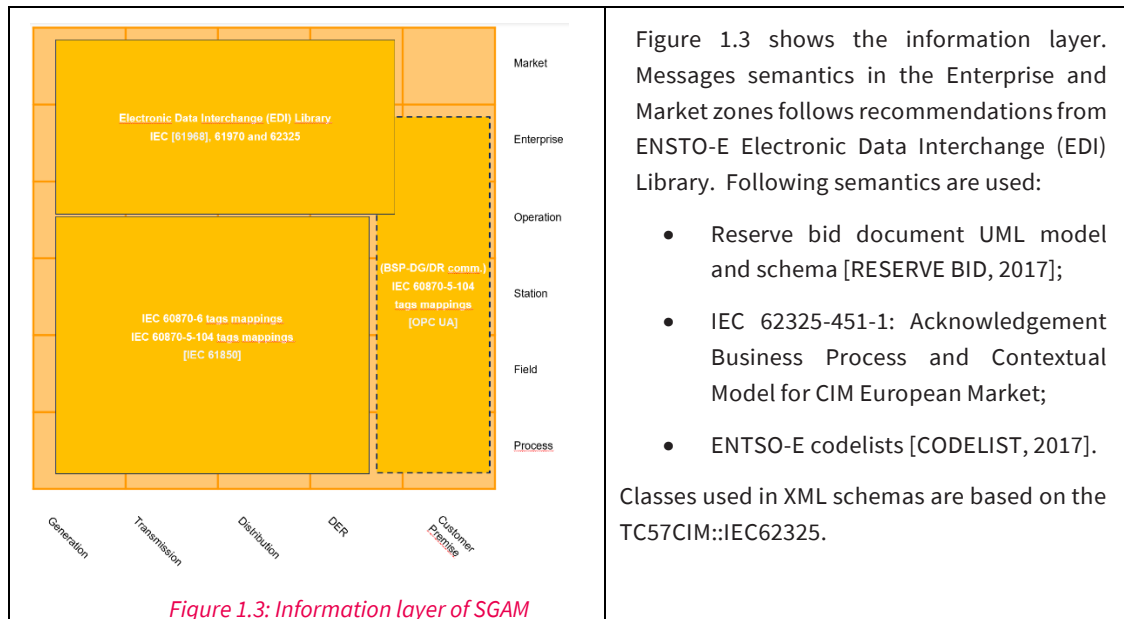 Market
Electronic Data Interchange (EDI) Library
IEC [61968], 61970 and 62325
Enterprise
Operation
(BSP-DG/DR comm.)
IEC 60870-5-104
tags mappings
[OPC UA]
Station
IEC 60870-6 tags mappings
IEC 60870-5-104 tags mappings
[IEC 61850]
Field
Process
Generation
Transmission
Distribution
DER
Customer
Premise
Figure 1.3: Information layer of SGAM
Figure 1.3 shows the information layer.
Messages semantics in the Enterprise and
Market zones follows recommendations from
ENSTO-E Electronic Data Interchange (EDI)
Library. Following semantics are used:
• Reserve bid document UML model
and schema [RESERVE BID, 2017];
• IEC 62325-451-1: Acknowledgement
Business Process and Contextual
Model for CIM European Market;
• ENTSO-E codelists [CODELIST, 2017].
Classes used in XML schemas are based on the
TC57CIM::IEC62325.